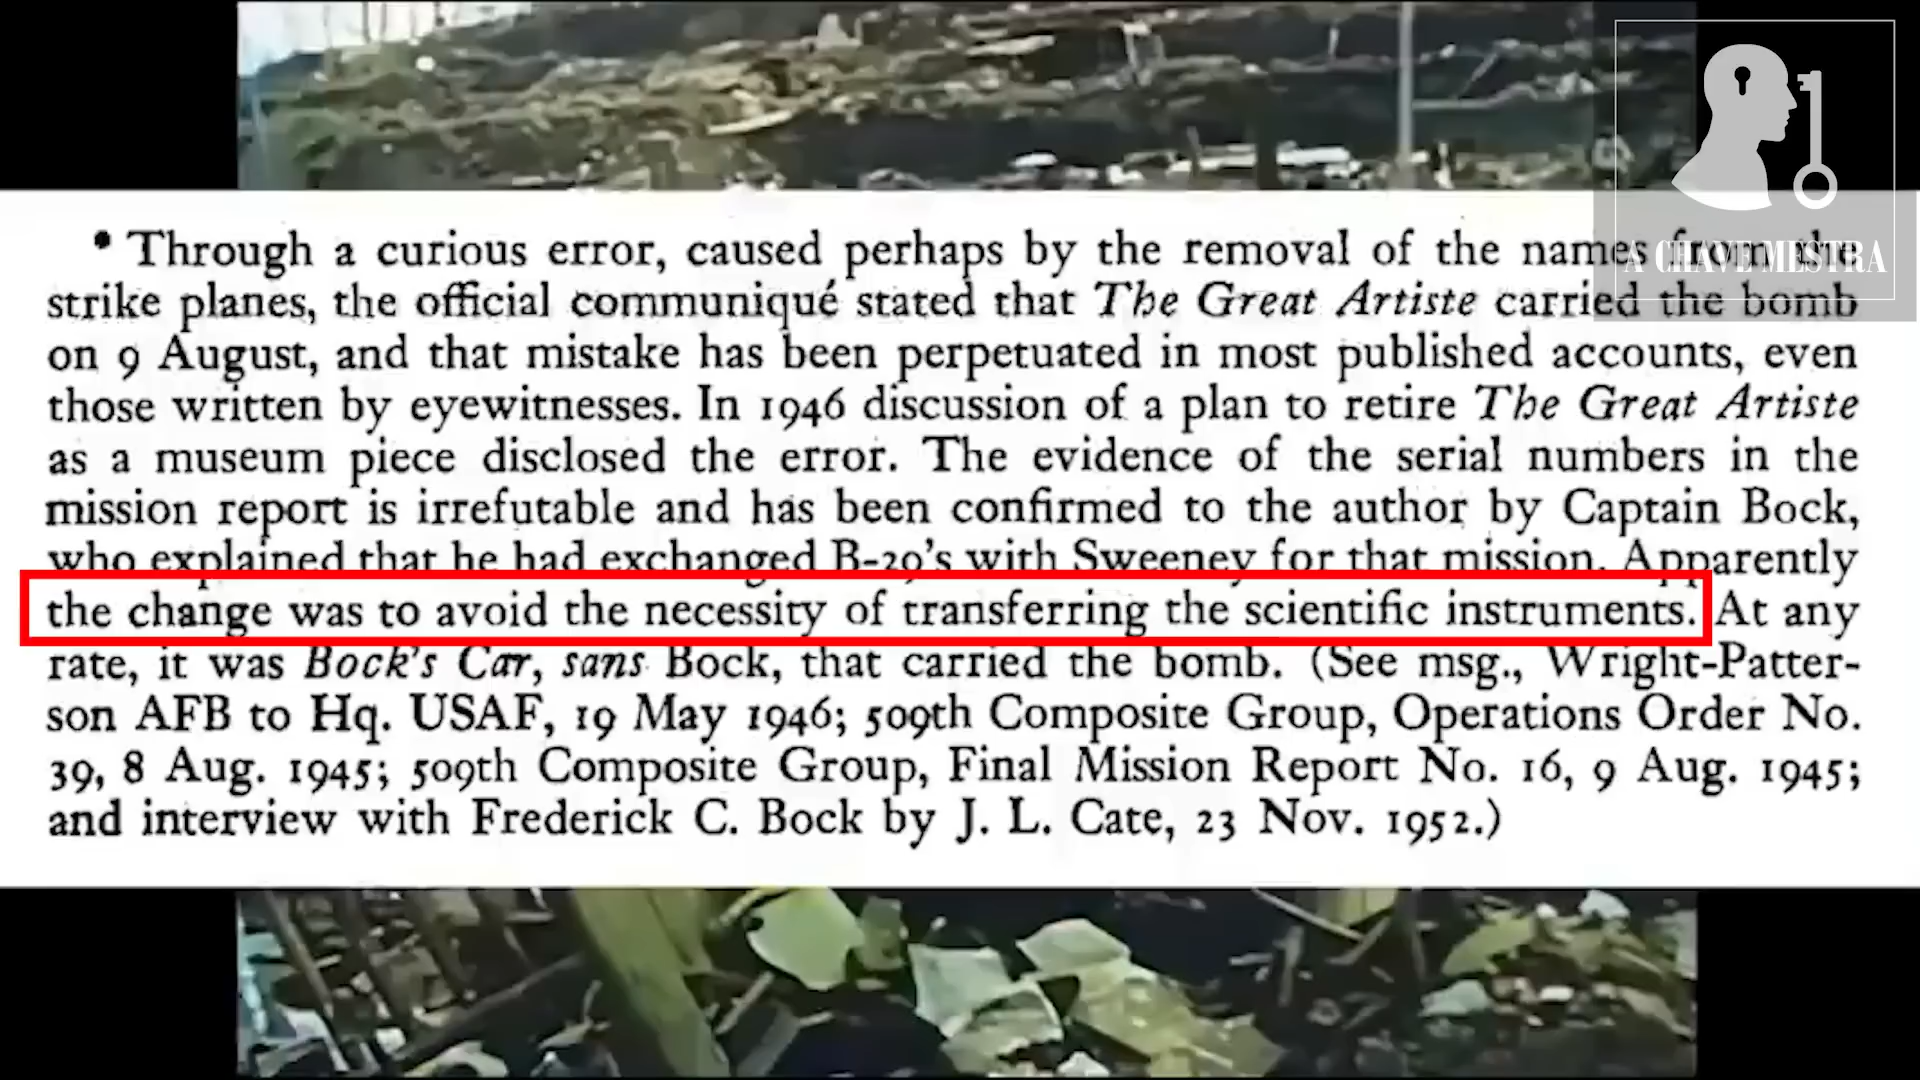 • Through a curious error, caused perhaps by the removal of the names from the
strike planes, the official communiqué stated that The Great Artiste carried the bomb
on 9 August, and that mistake has been perpetuated in most published accounts, even
those written by eyewitnesses. In 1946 discussion of a plan to retire The Great Artiste
as a museum piece disclosed the error. The evidence of the serial numbers in the
mission report is irrefutable and has been confirmed to the author by Captain Bock,
who explained that he had exchanged B-29's with Sweeney for that mission. Apparently
the change was to avoid the necessity of transferring the scientific instruments. At any
rate, it was Bock's Car, sans Bock, that carried the bomb. (See msg., Wright-Patter-
son AFB to Hq. USAF, 19 May 1946; 509th Composite Group, Operations Order No.
39, 8 Aug. 1945; 509th Composite Group, Final Mission Report No. 16, 9 Aug. 1945;
and interview with Frederick C. Bock by J. L. Cate, 23 Nov. 1952.)
A CHAVE MESTRA